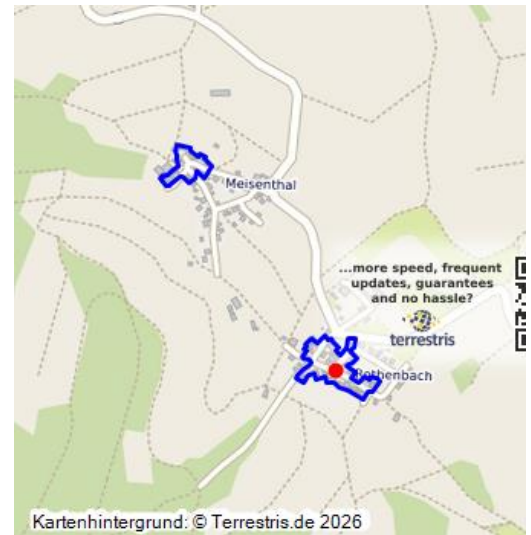 Meisenthal
...more speed, frequent
updates, guarantees
and no hassle?
terrestris
Rothenbach
Kartenhintergrund: © Terrestris.de 2026